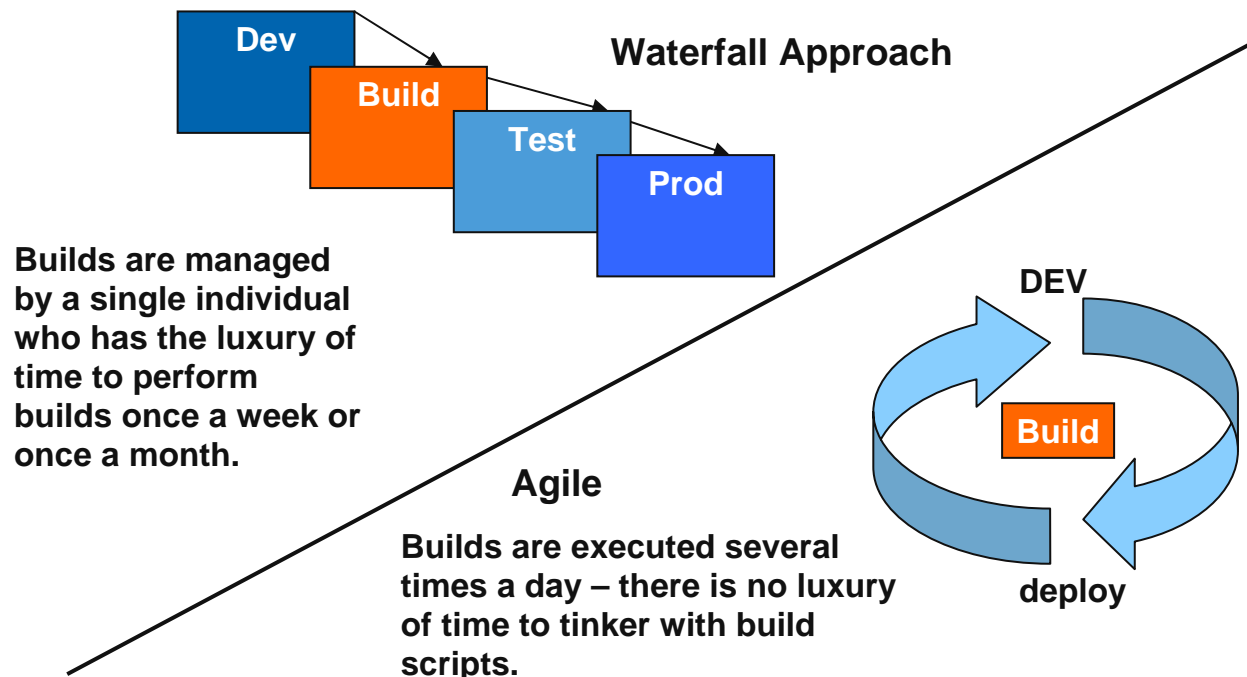 Dev
Build
Test
Prod
Waterfall Approach
Builds are managed
by a single individual
who has the luxury of
time to perform
builds once a week or
once a month.
DEV
Build
deploy
Agile
Builds are executed several
times a day – there is no luxury
of time to tinker with build
scripts.